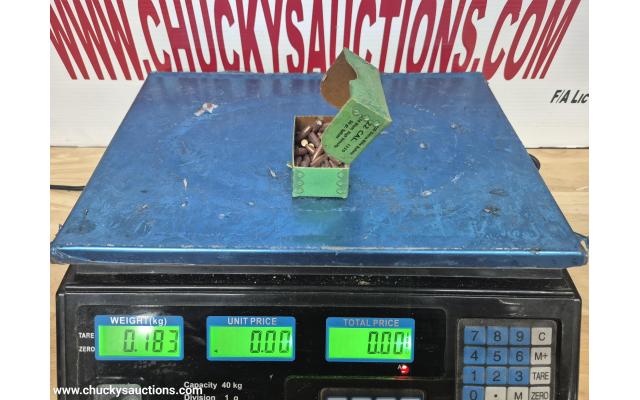 WWW.CHUCKYSAUCTIONS.COM
F/A Lic
22 CAL.
WEIGHT(kg)
UNIT PRICE
TOTAL PRICE
TARE
ZERO
0.183
0.00
0.00
7 8 9 C
4 5 6 M+
1 2 3 TARE
0 · M ZERO
Capacity 40 kg
Division 1 g
www.chuckysauctions.com